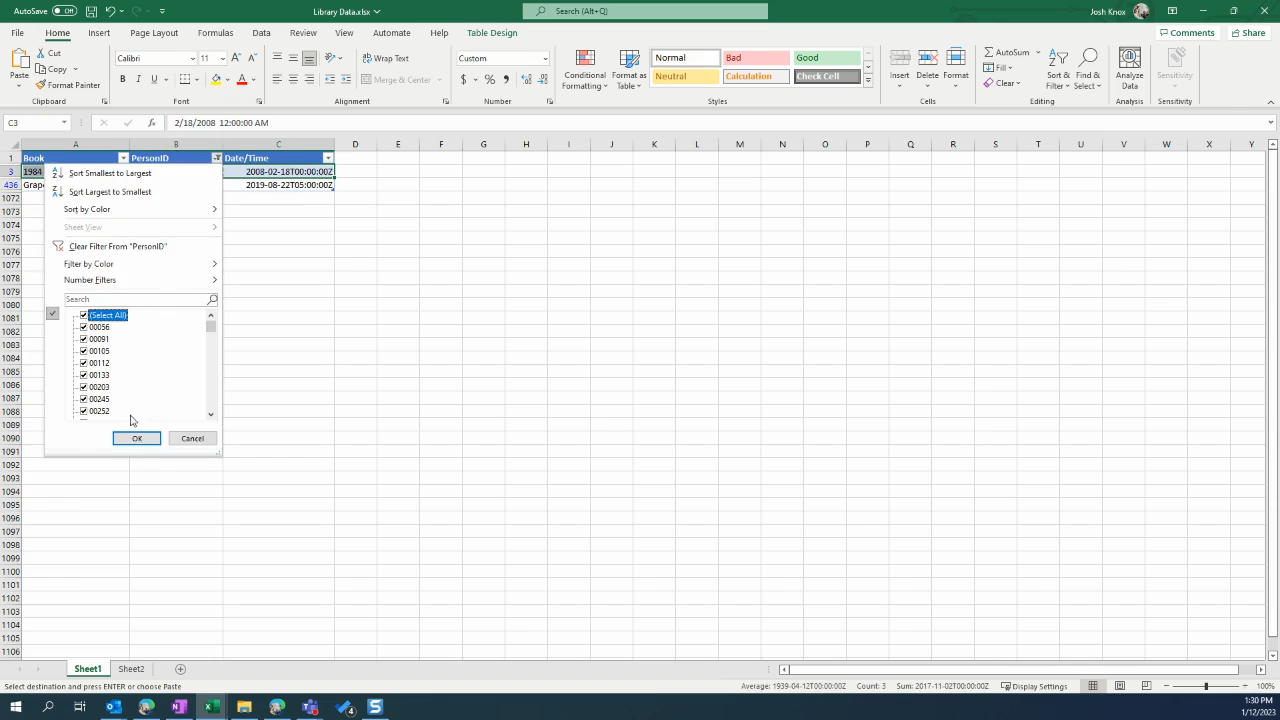 AutoSave Off Library Data.xlsx Search (Alt+Q) Josh Knox
File Home Insert Page Layout Formulas Data Review View Automate Help Table Design Comments Share
Paste Cut Copy Format Painter Clipboard
Calibri 11 A A B I U A Font
Wrap Text Merge & Center Alignment
Custom $ % , Number
Conditional Formatting Format as Table
Normal Bad Good
Neutral Calculation Check Cell
Styles
Insert Delete Format Cells
AutoSum Fill Clear Sort & Filter Find & Select Editing
Analyze Data Analysis
Sensitivity Sensitivity
C3 fx 2/18/2008 12:00:00 AM
A B C D E F G H I J K L M N O P Q R S T U V W X Y
1 Book PersonID Date/Time
3 1984 2008-02-18T00:00:00Z
436 Grap 2019-08-22T05:00:00Z
Sort Smallest to Largest
Sort Largest to Smallest
Sort by Color
Sheet View
Clear Filter From "PersonID"
Filter by Color
Number Filters
Search
(Select All)
00056
00091
00105
00112
00133
00203
00245
00252
OK Cancel
1072
1073
1074
1075
1076
1077
1078
1079
1080
1081
1082
1083
1084
1085
1086
1087
1088
1089
1090
1091
1092
1093
1094
1095
1096
1097
1098
1099
1100
1101
1102
1103
1104
1105
1106
Sheet1 Sheet2
Select destination and press ENTER or choose Paste Average: 1939-04-12T00:00:00Z Count: 3 Sum: 2017-11-02T00:00:00Z Display Settings 100%
4
1:30 PM
1/12/2023